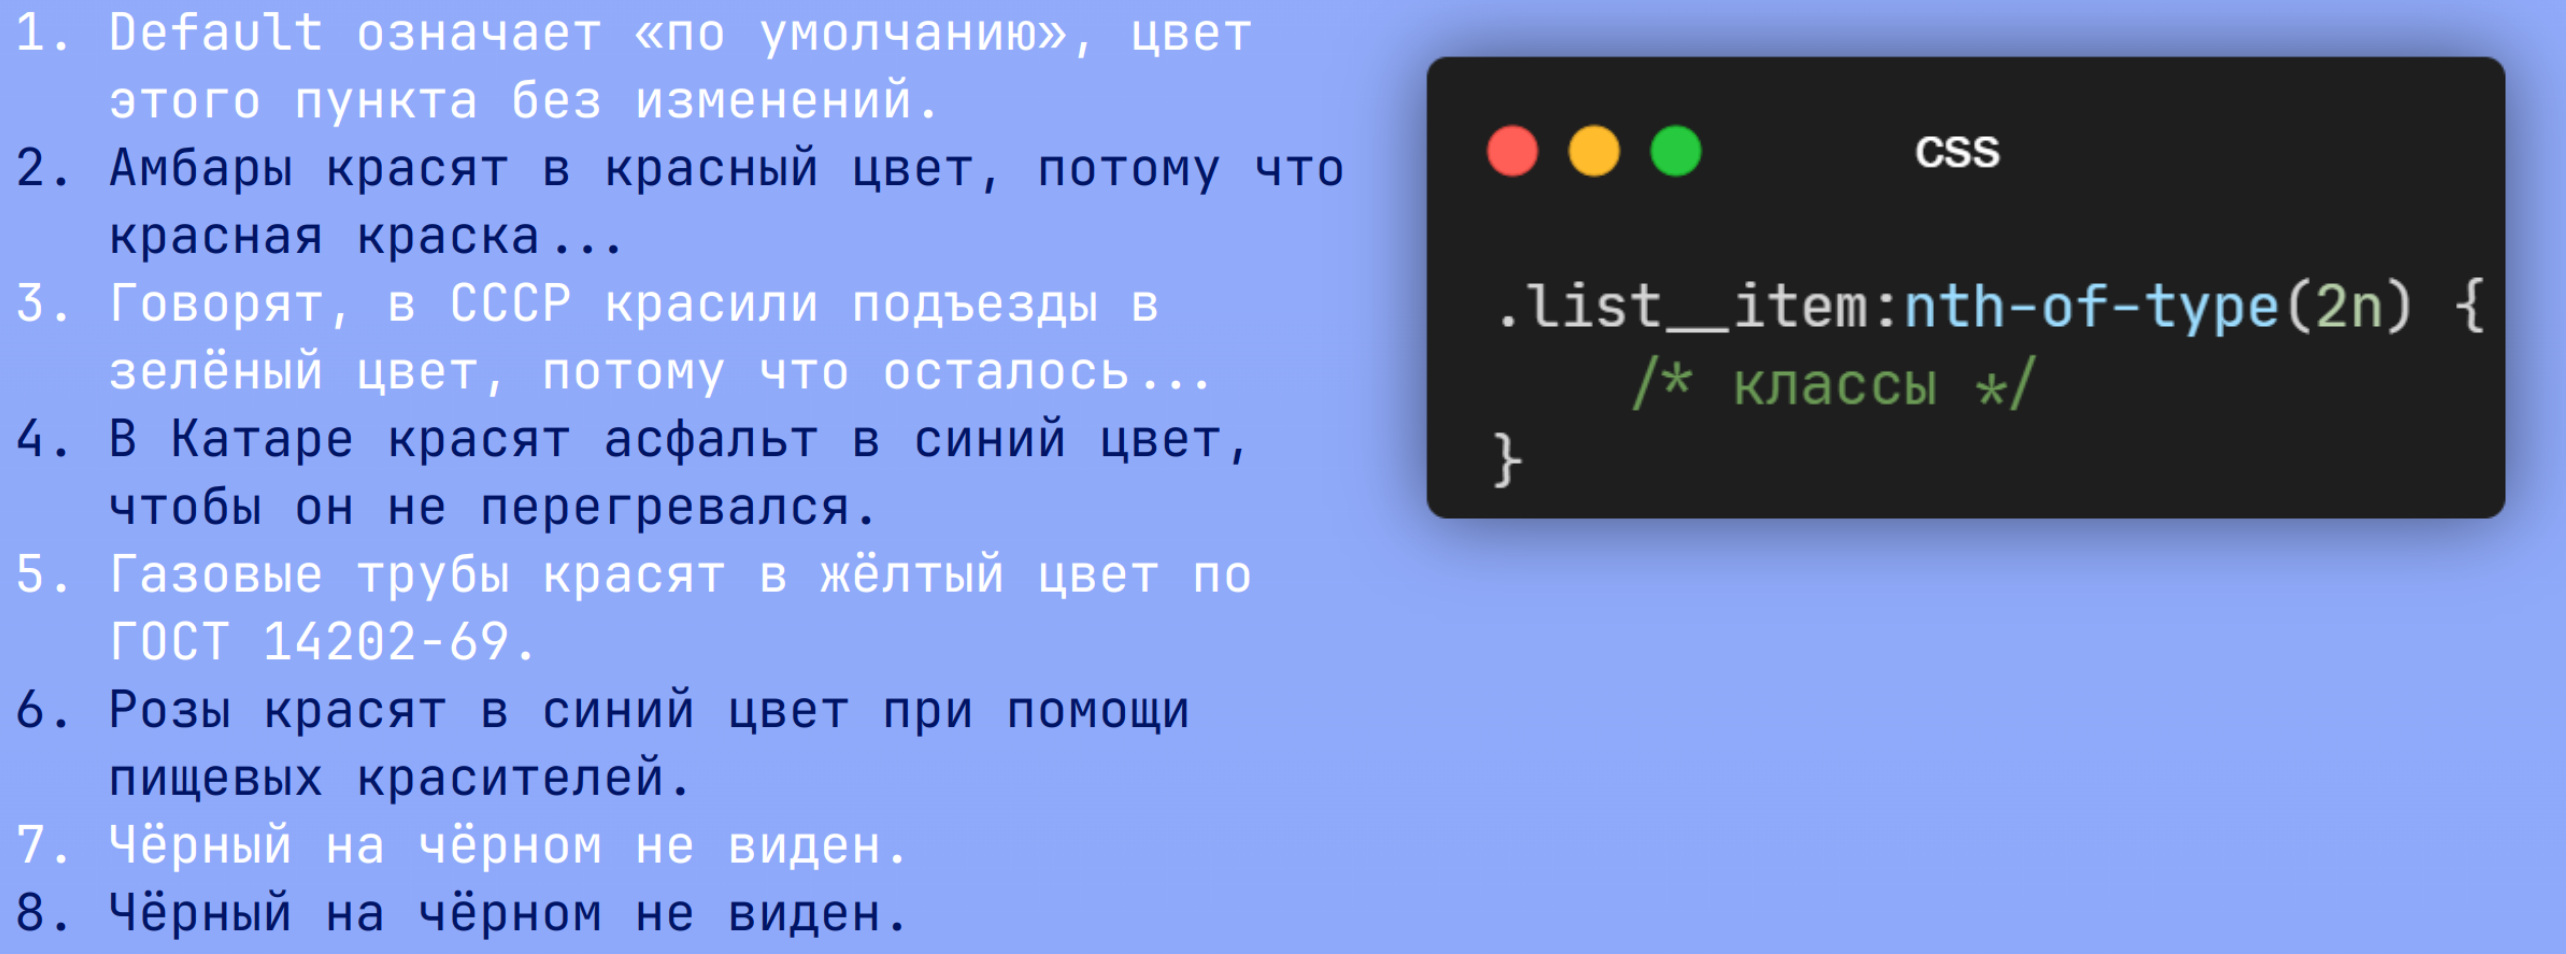 1. Default означает «по умолчанию», цвет
этого пункта без изменений.
2. Амбары красят в красный цвет, потому что
красная краска...
3. Говорят, в СССР красили подъезды в
зелёный цвет, потому что осталось...
4. В Катаре красят асфальт в синий цвет,
чтобы он не перегревался.
5. Газовые трубы красят в жёлтый цвет по
ГОСТ 14202-69.
6. Розы красят в синий цвет при помощи
пищевых красителей.
7. Чёрный на чёрном не виден.
8. Чёрный на чёрном не виден.
css
.list__item:nth-of-type(2n) {
/* классы */
}